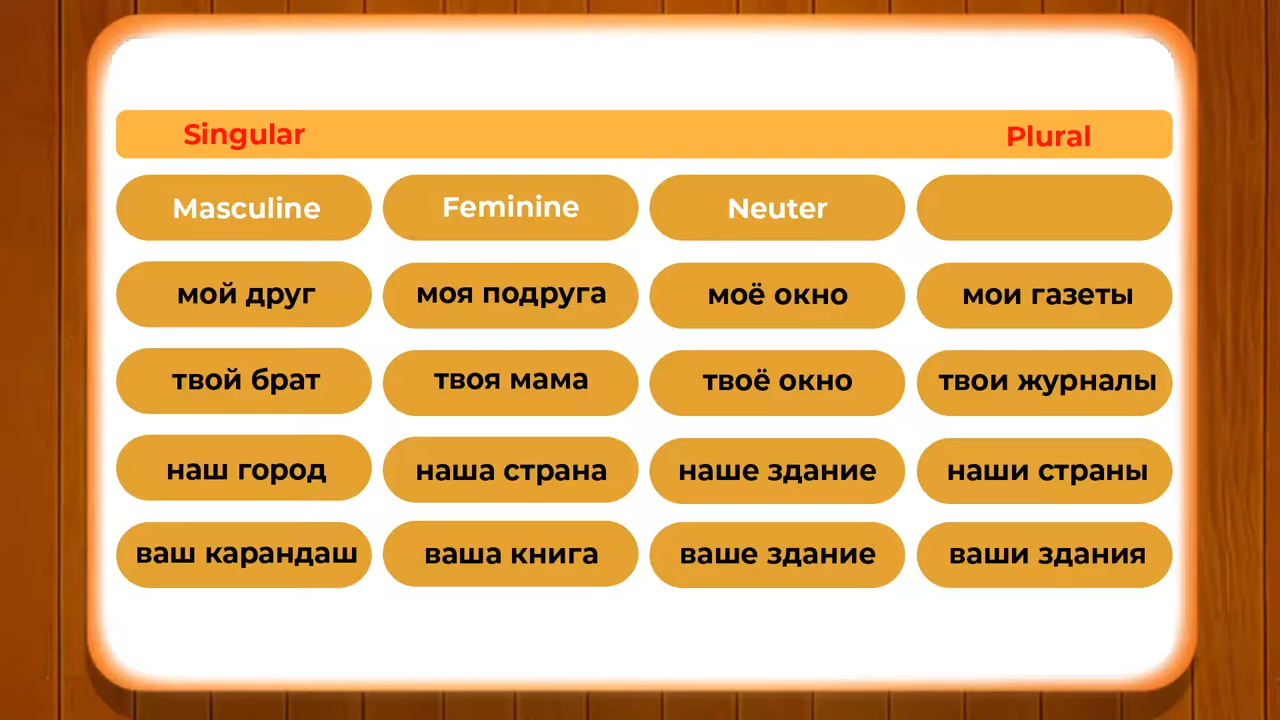 Singular Plural
Masculine Feminine Neuter
мой друг моя подруга моё окно мои газеты
твой брат твоя мама твоё окно твои журналы
наш город наша страна наше здание наши страны
ваш карандаш ваша книга ваше здание ваши здания